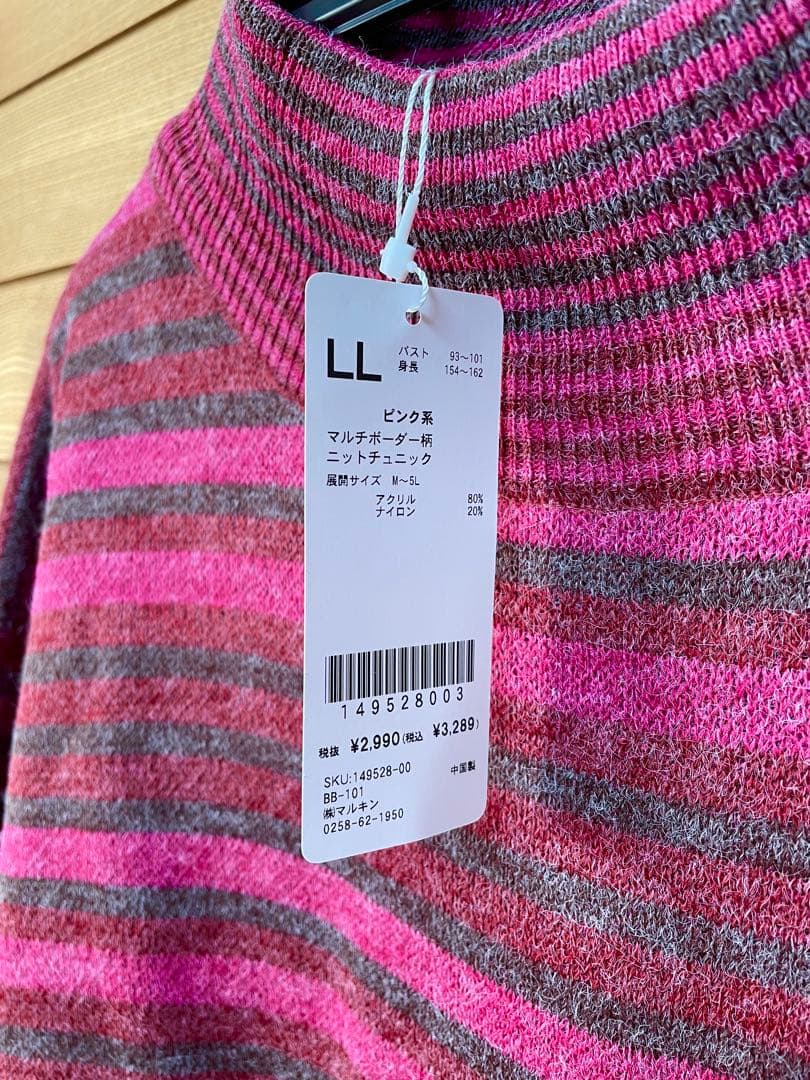 LL
バスト 93〜101
身長 154〜162
ピンク系
マルチボーダー柄
ニットチュニック
展開サイズ M〜5L
アクリル 80%
ナイロン 20%
149528003
税抜 ¥2,990(税込 ¥3,289)
SKU:149528-00 中国製
BB-101
㈱マルキン
0258-62-1950